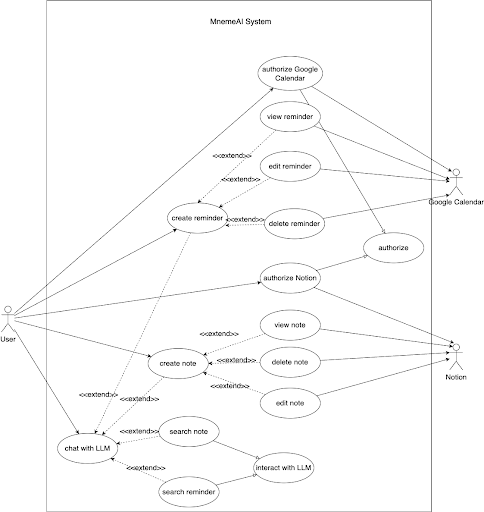 MnemeAI System
authorize Google
Calendar
view reminder
<<extend>>
edit reminder
<<extend>>
Google Calendar
create reminder
<<extend>>
delete reminder
authorize
authorize Notion
User
view note
<<extend>>
create note
<<extend>>
delete note
Notion
<<extend>>
edit note
<<extend>>
<<extend>>
search note
<<extend>>
chat with LLM
<<extend>>
interact with LLM
search reminder